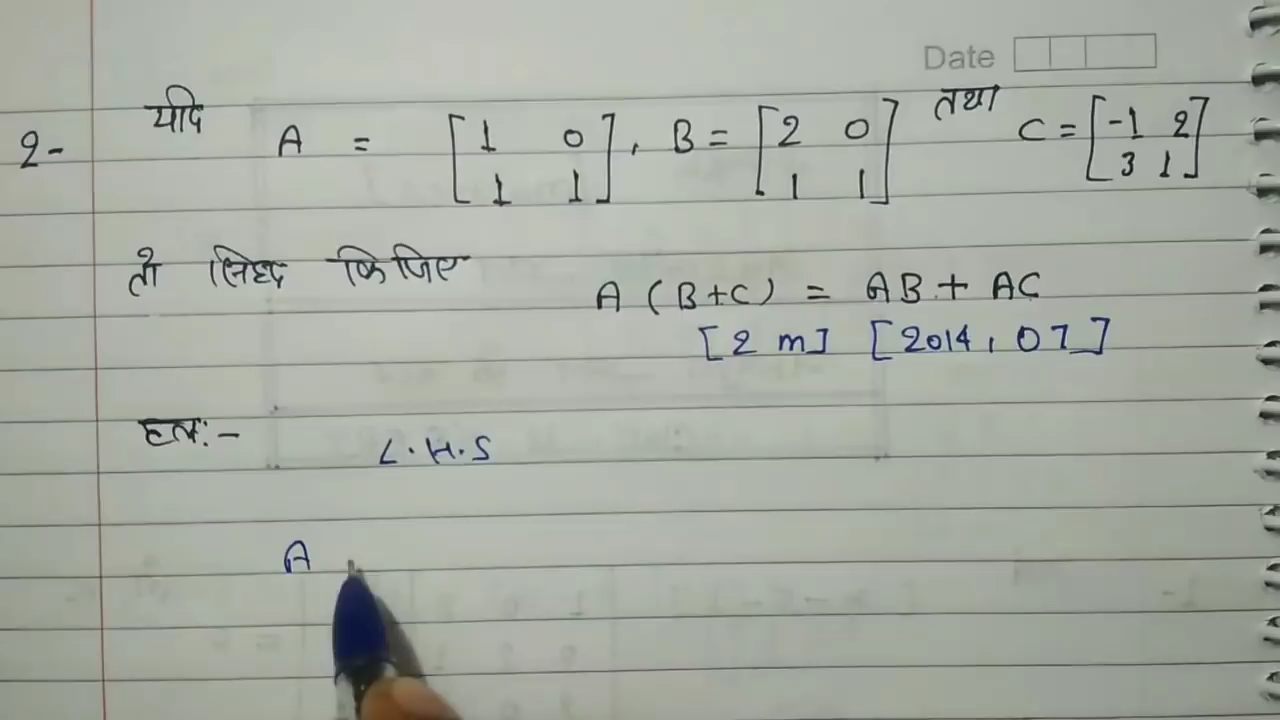 Date
2- यदि A = [1 0], B = [2 0] तथा C = [-1 2]
[1 1] [1 1] [3 1]
तो सिध्द किजिए A (B+C) = AB + AC
[2 m] [2014, 07]
हल:- L.H.S
A